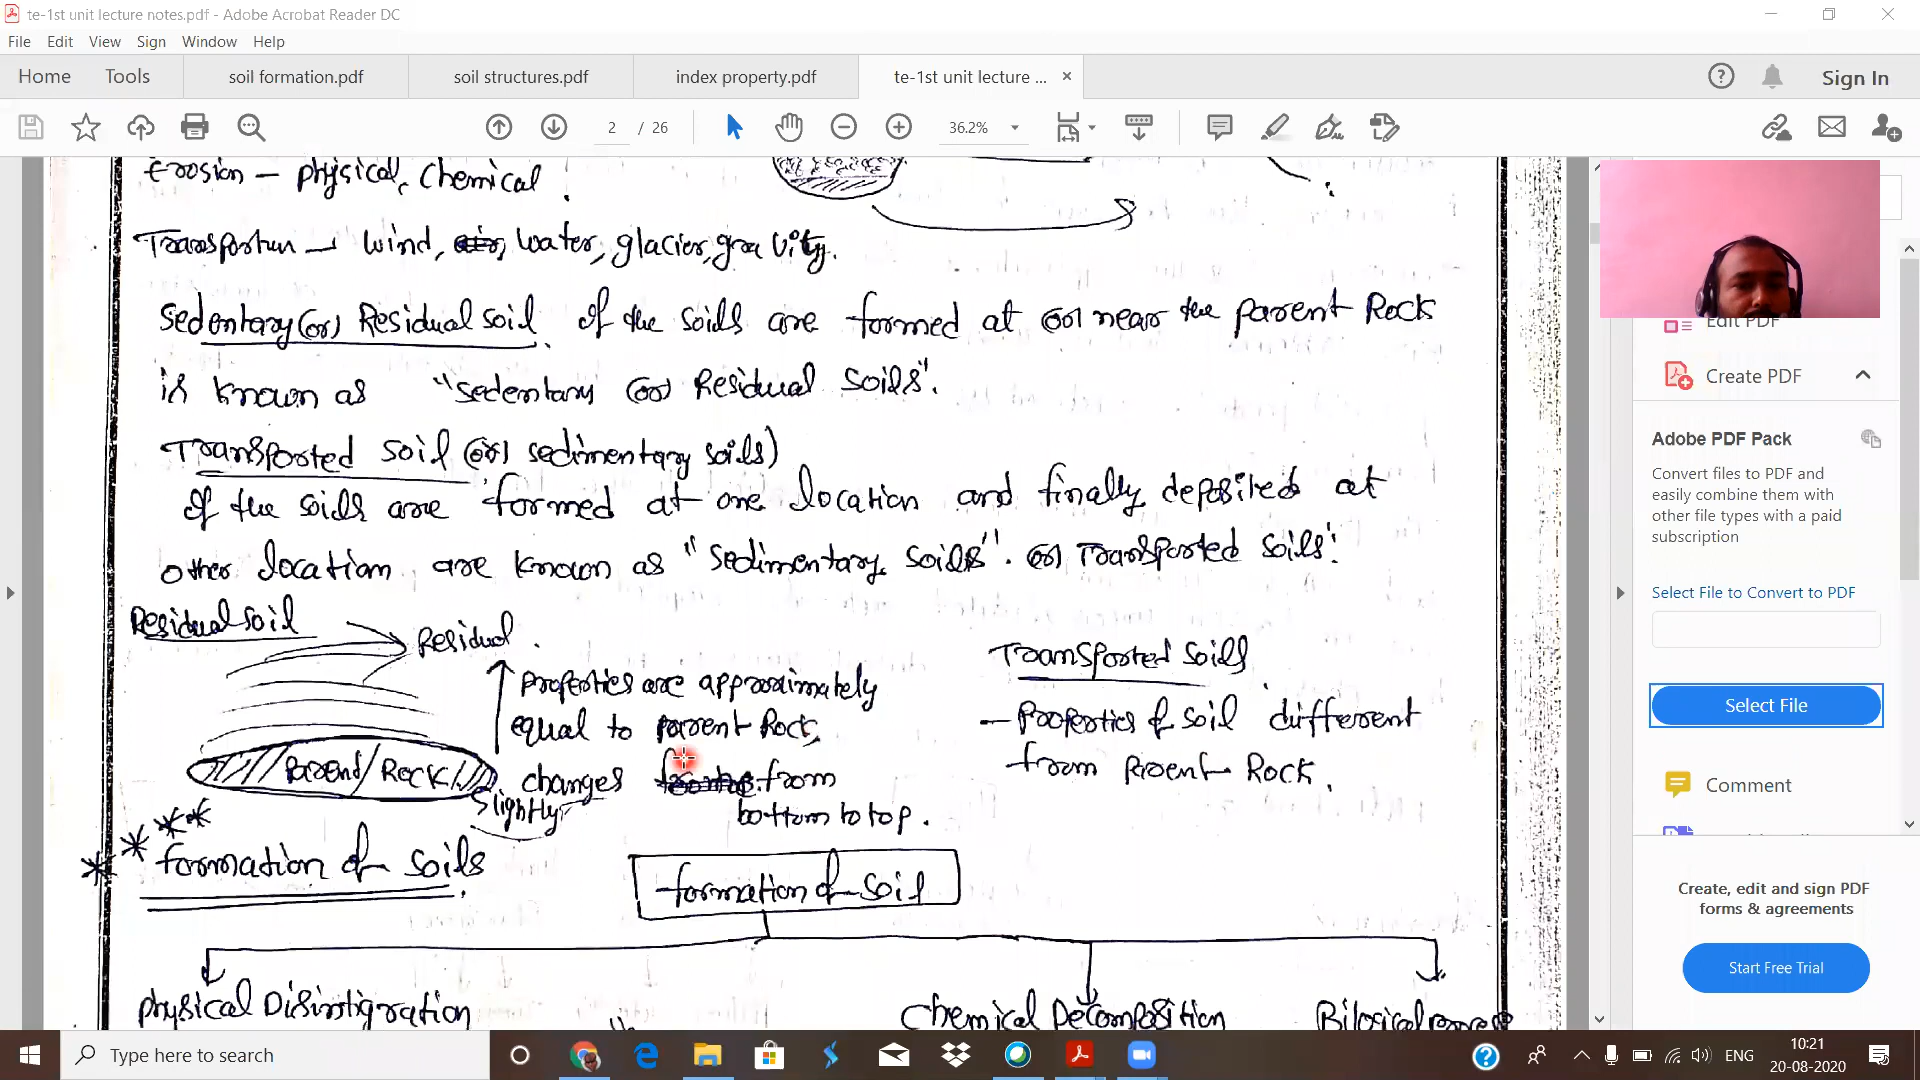 te-1st unit lecture notes.pdf - Adobe Acrobat Reader DC
File Edit View Sign Window Help
Home Tools soil formation.pdf soil structures.pdf index property.pdf te-1st unit lecture ... × Sign In
2 / 26 36.2%
Erosion — physical, chemical.
wind, water, glacier, gravity.
Sedentary (or) Residual soil. If the soils are formed at (or) near the parent Rock
is known as "sedentary (or) Residual soils".
Transported soil (or) sedimentary soils)
If the soils are formed at one location and finally deposited at
other location are known as "sedimentary soils". (or) Transported soils".
Residual soil
Residual.
Properties are approximately
equal to parent Rock,
changes from
slightly
bottom to top.
Parent Rock
Transported soils
— Properties of soil different
from parent Rock.
formation of soils
formation of soil
physical Disintigration
chemical Decomposition
Edit PDF
Create PDF
Adobe PDF Pack
Convert files to PDF and
easily combine them with
other file types with a paid
subscription
Select File to Convert to PDF
Select File
Comment
Create, edit and sign PDF
forms & agreements
Start Free Trial
Type here to search
ENG
10:21
20-08-2020